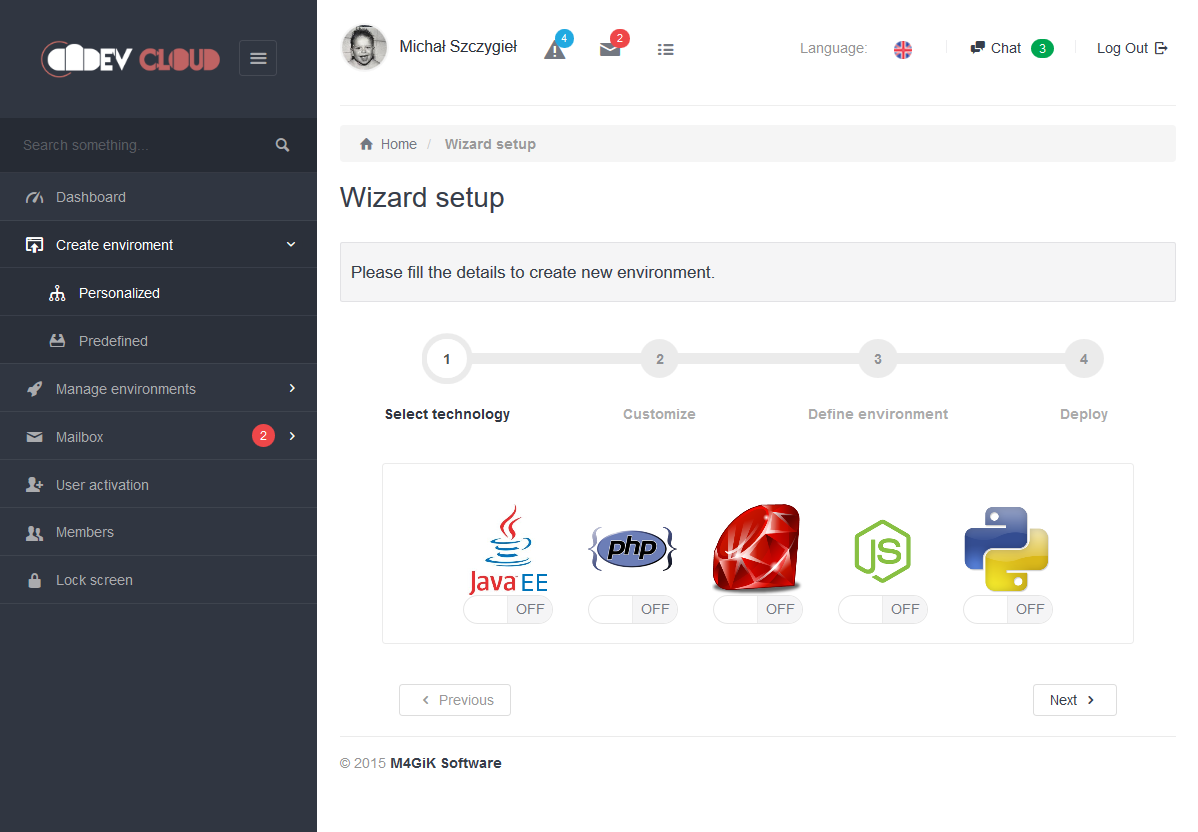 DEV CLOUD
Search something...
Dashboard
Create enviroment
Personalized
Predefined
Manage environments
Mailbox 2
User activation
Members
Lock screen
Michał Szczygieł 4 2 Language: Chat 3 Log Out
Home / Wizard setup
Wizard setup
Please fill the details to create new environment.
1 2 3 4
Select technology Customize Define environment Deploy
Java EE {php} JS
OFF OFF OFF OFF OFF
Previous Next
© 2015 M4GiK Software